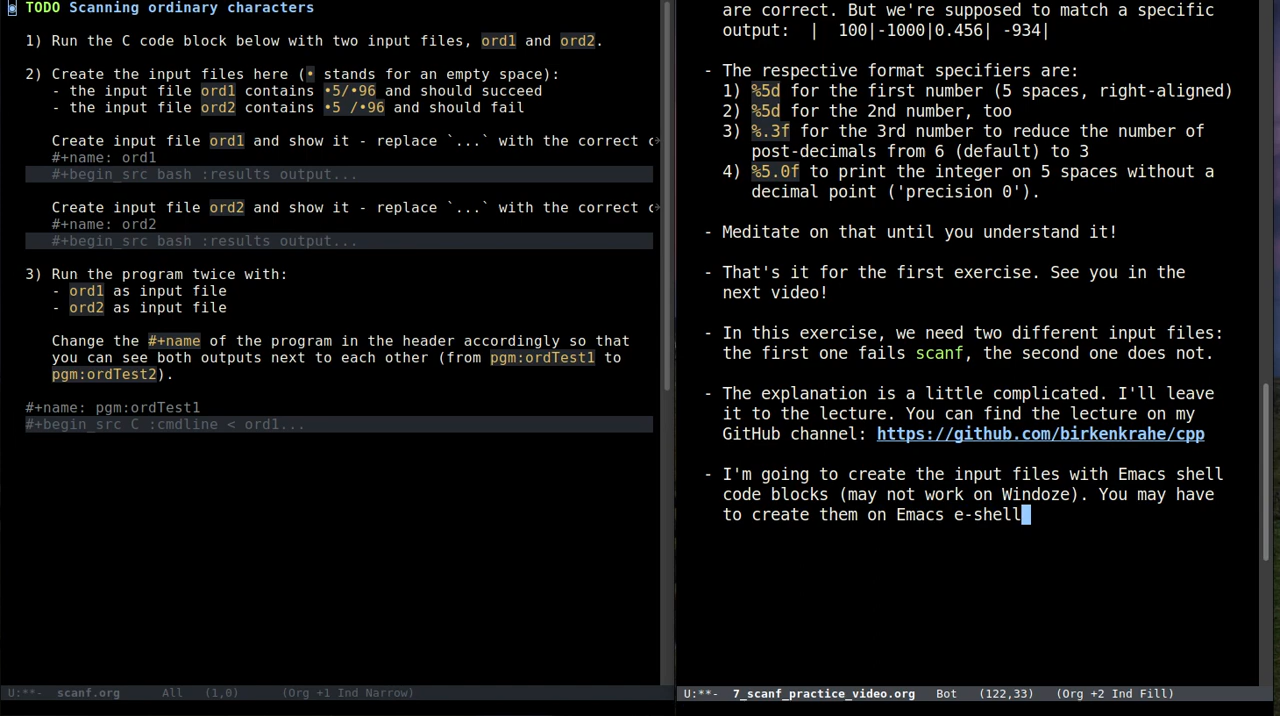 TODO Scanning ordinary characters
1) Run the C code block below with two input files, ord1 and ord2.
2) Create the input files here (• stands for an empty space):
- the input file ord1 contains •5/•96 and should succeed
- the input file ord2 contains •5 /•96 and should fail
Create input file ord1 and show it - replace `...` with the correct c
#+name: ord1
#+begin_src bash :results output...
Create input file ord2 and show it - replace `...` with the correct c
#+name: ord2
#+begin_src bash :results output...
3) Run the program twice with:
- ord1 as input file
- ord2 as input file
Change the #+name of the program in the header accordingly so that
you can see both outputs next to each other (from pgm:ordTest1 to
pgm:ordTest2).
#+name: pgm:ordTest1
#+begin_src C :cmdline < ord1...
U:**- scanf.org All (1,0) (Org +1 Ind Narrow)
are correct. But we're supposed to match a specific
output: | 100|-1000|0.456| -934|
- The respective format specifiers are:
1) %5d for the first number (5 spaces, right-aligned)
2) %5d for the 2nd number, too
3) %.3f for the 3rd number to reduce the number of
post-decimals from 6 (default) to 3
4) %5.0f to print the integer on 5 spaces without a
decimal point ('precision 0').
- Meditate on that until you understand it!
- That's it for the first exercise. See you in the
next video!
- In this exercise, we need two different input files:
the first one fails scanf, the second one does not.
- The explanation is a little complicated. I'll leave
it to the lecture. You can find the lecture on my
GitHub channel: https://github.com/birkenkrahe/cpp
- I'm going to create the input files with Emacs shell
code blocks (may not work on Windoze). You may have
to create them on Emacs e-shell
U:**- 7_scanf_practice_video.org Bot (122,33) (Org +2 Ind Fill)